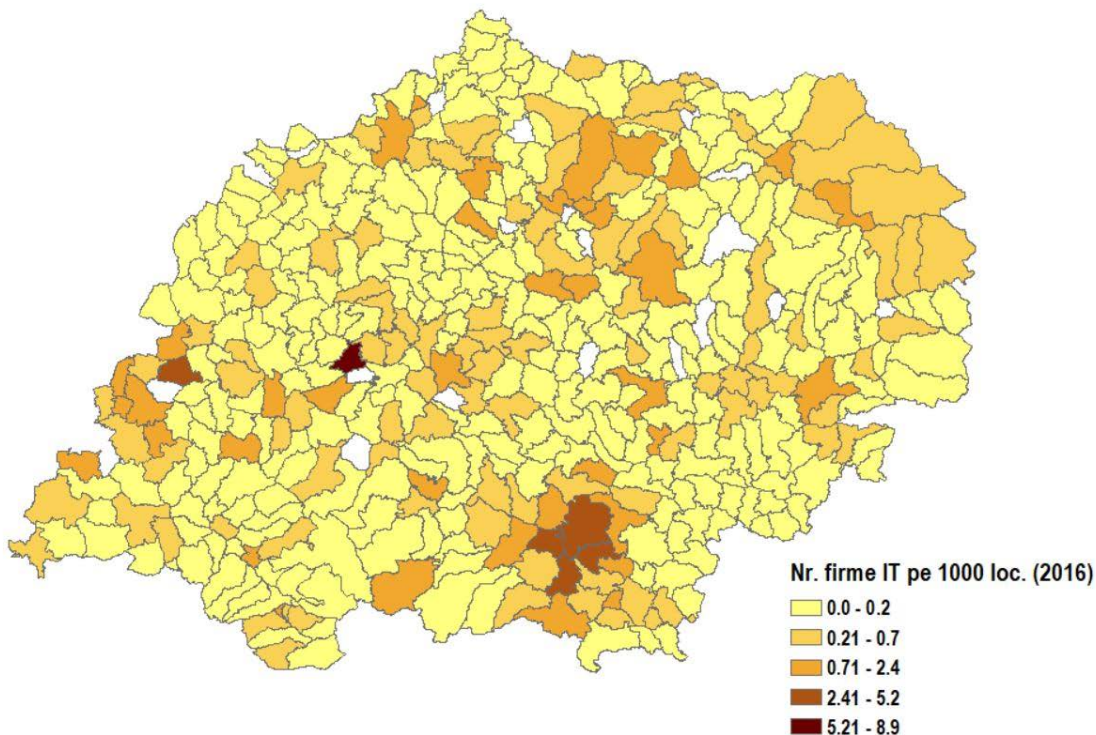 Nr. firme IT pe 1000 loc. (2016)
0.0 - 0.2
0.21 - 0.7
0.71 - 2.4
2.41 - 5.2
5.21 - 8.9